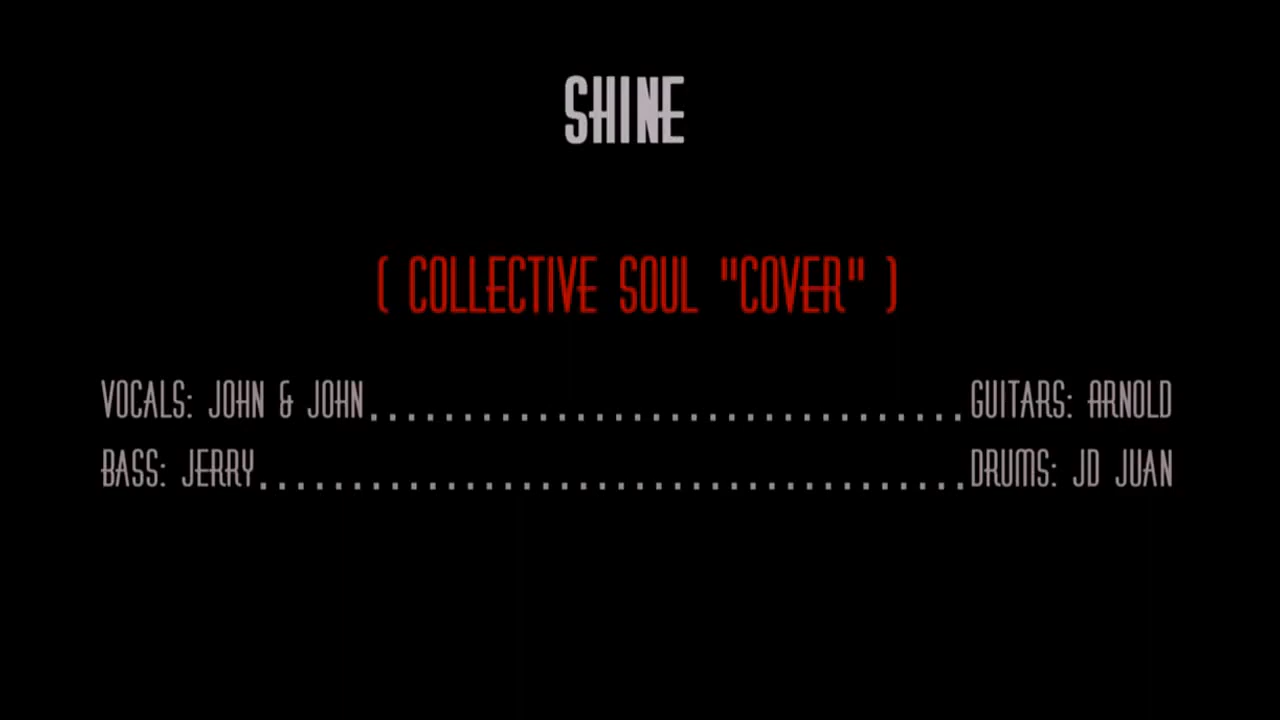 SHINE
( COLLECTIVE SOUL "COVER" )
VOCALS: JOHN & JOHN................................GUITARS: ARNOLD
BASS: JERRY......................................DRUMS: JD JUAN